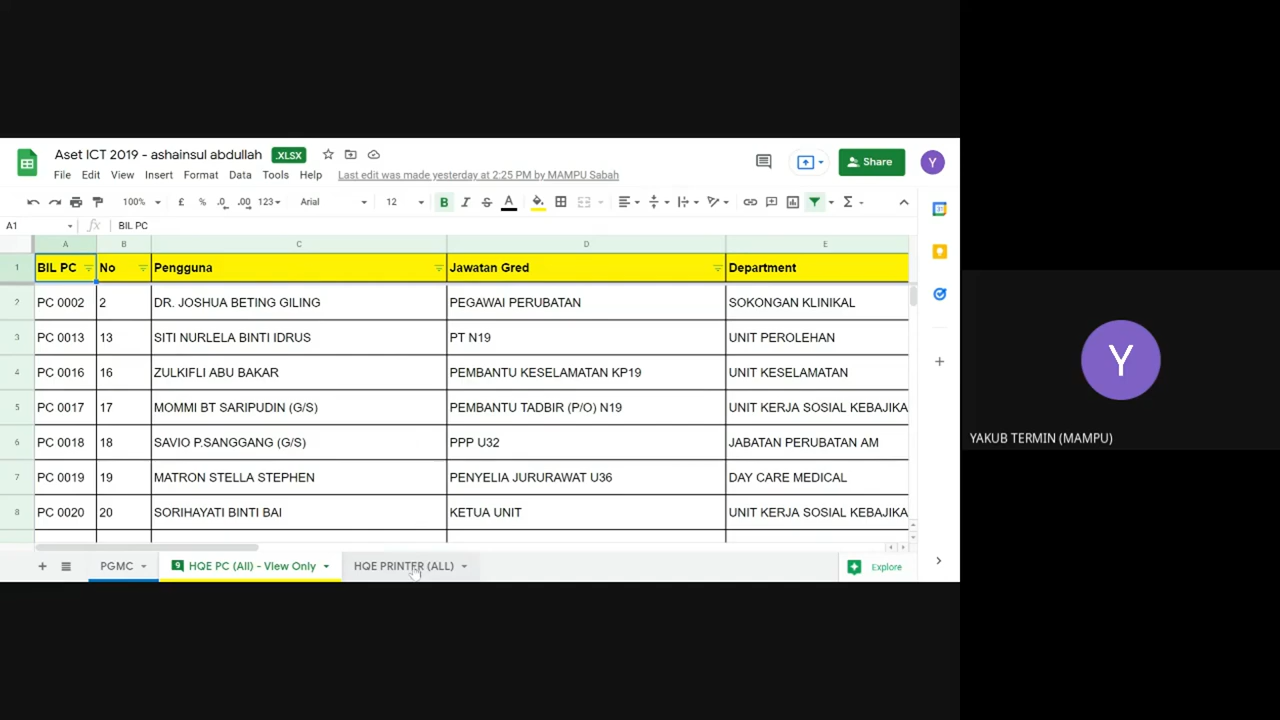 Aset ICT 2019 - ashainsul abdullah .XLSX
Share
Y
File Edit View Insert Format Data Tools Help Last edit was made yesterday at 2:25 PM by MAMPU Sabah
100% £ % .0 .00 123 Arial 12 B I S A Σ
A1 fx BIL PC
A B C D E
1 BIL PC No Pengguna Jawatan Gred Department
2 PC 0002 2 DR. JOSHUA BETING GILING PEGAWAI PERUBATAN SOKONGAN KLINIKAL
3 PC 0013 13 SITI NURLELA BINTI IDRUS PT N19 UNIT PEROLEHAN
4 PC 0016 16 ZULKIFLI ABU BAKAR PEMBANTU KESELAMATAN KP19 UNIT KESELAMATAN
5 PC 0017 17 MOMMI BT SARIPUDIN (G/S) PEMBANTU TADBIR (P/O) N19 UNIT KERJA SOSIAL KEBAJIKA
6 PC 0018 18 SAVIO P.SANGGANG (G/S) PPP U32 JABATAN PERUBATAN AM
7 PC 0019 19 MATRON STELLA STEPHEN PENYELIA JURURAWAT U36 DAY CARE MEDICAL
8 PC 0020 20 SORIHAYATI BINTI BAI KETUA UNIT UNIT KERJA SOSIAL KEBAJIKA
PGMC 9 HQE PC (All) - View Only HQE PRINTER (ALL) Explore
Y
YAKUB TERMIN (MAMPU)